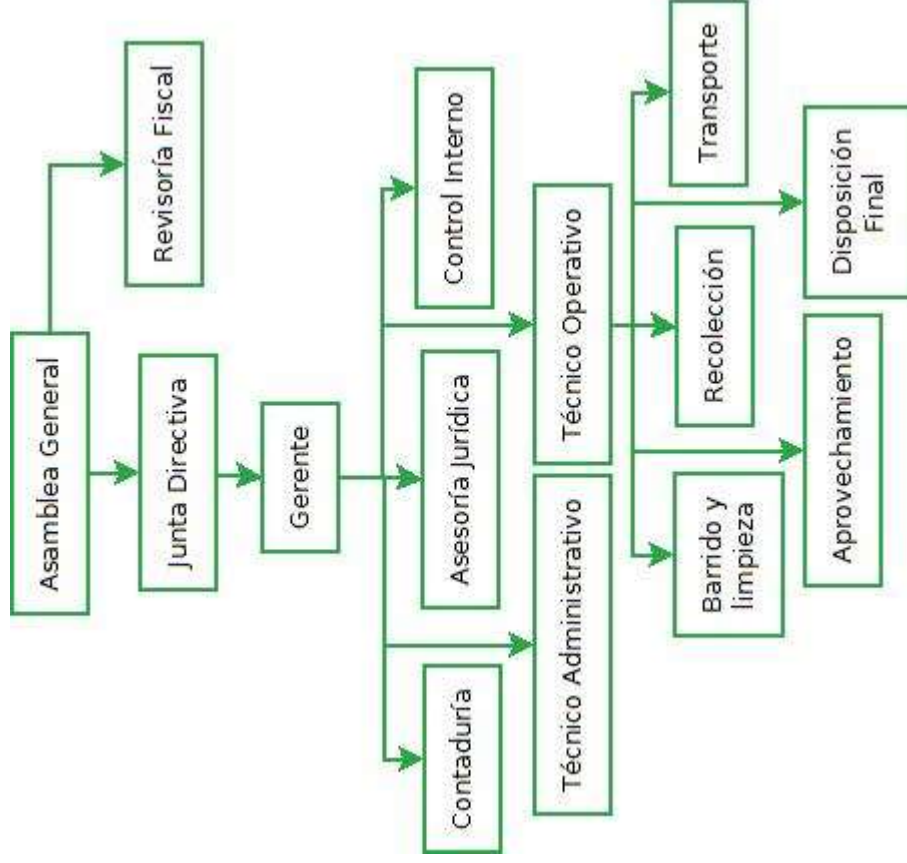 Asamblea General
Revisoría Fiscal
Junta Directiva
Gerente
Contaduría
Asesoría Jurídica
Control Interno
Técnico Administrativo
Técnico Operativo
Barrido y
limpieza
Recolección
Transporte
Aprovechamiento
Disposición
Final